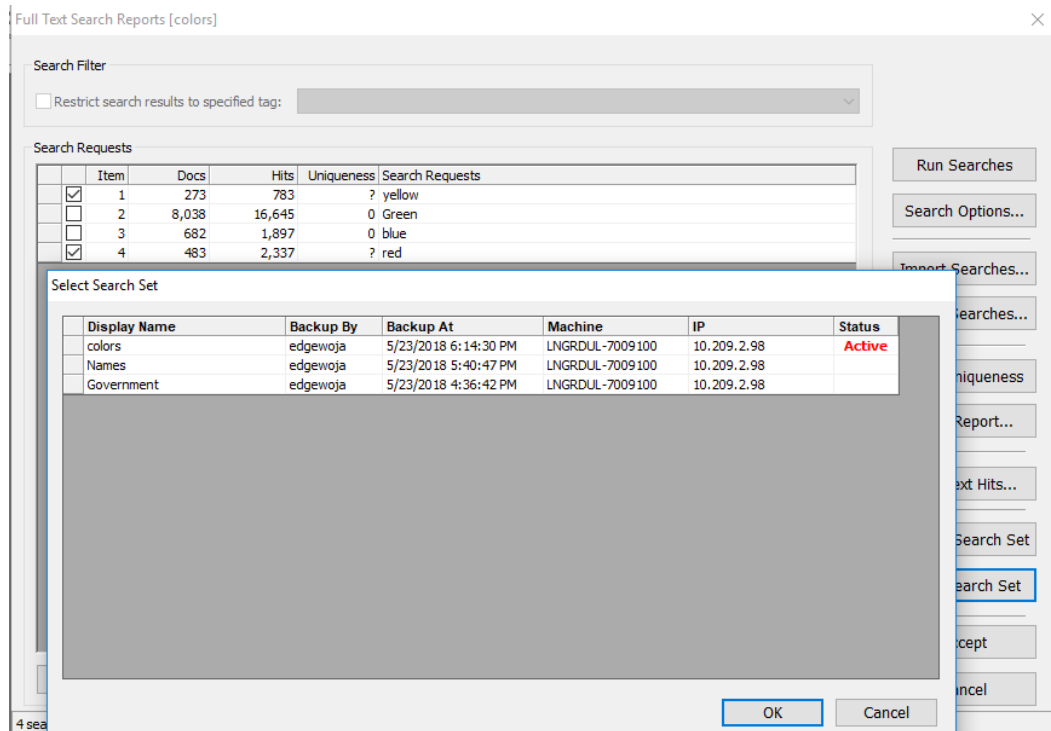 Full Text Search Reports [colors]
Search Filter
Restrict search results to specified tag:
Search Requests
Item Docs Hits Uniqueness Search Requests
1 273 783 ? yellow
2 8,038 16,645 0 Green
3 682 1,897 0 blue
4 483 2,337 ? red
Run Searches
Search Options...
Import Searches...
Searches...
Select Search Set
Display Name Backup By Backup At Machine IP Status
colors edgewoja 5/23/2018 6:14:30 PM LNGRDUL-7009100 10.209.2.98 Active
Names edgewoja 5/23/2018 5:40:47 PM LNGRDUL-7009100 10.209.2.98
Government edgewoja 5/23/2018 4:36:42 PM LNGRDUL-7009100 10.209.2.98
niqueness
Report...
ext Hits...
Search Set
earch Set
ccept
ancel
OK Cancel
4 sea